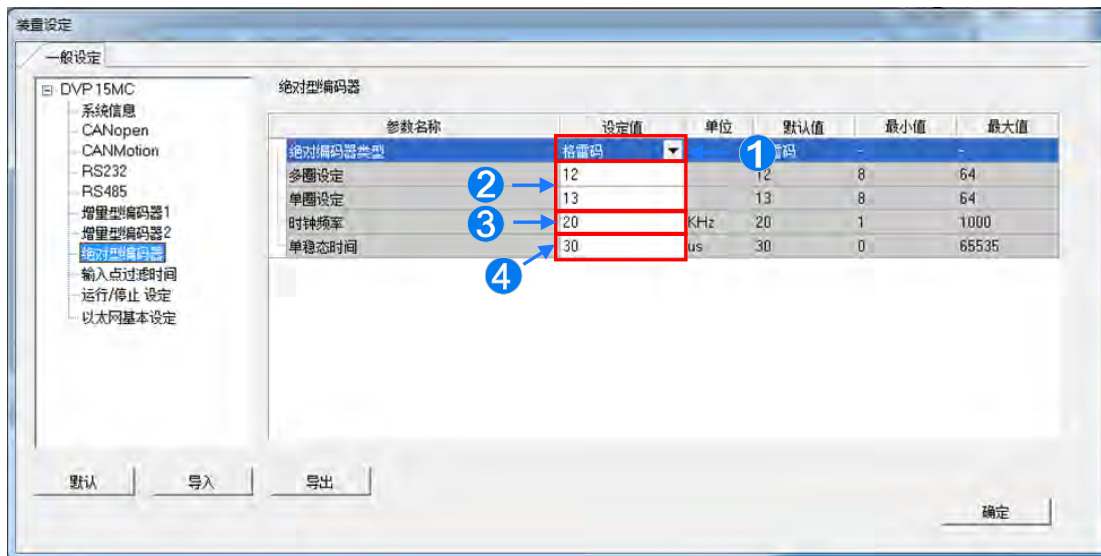 装置设定
一般设定
DVP15MC
系统信息
CANopen
CANMotion
RS232
RS485
增量型编码器1
增量型编码器2
绝对型编码器
输入点过滤时间
运行/停止 设定
以太网基本设定
绝对型编码器
参数名称 设定值 单位 默认值 最小值 最大值
绝对编码器类型 格雷码 1 雷码 - -
多圈设定 2 12 12 8 64
单圈设定 13 13 8 64
时钟频率 3 20 KHz 20 1 1000
单稳态时间 30 us 30 0 65535
4
默认 导入 导出
确定